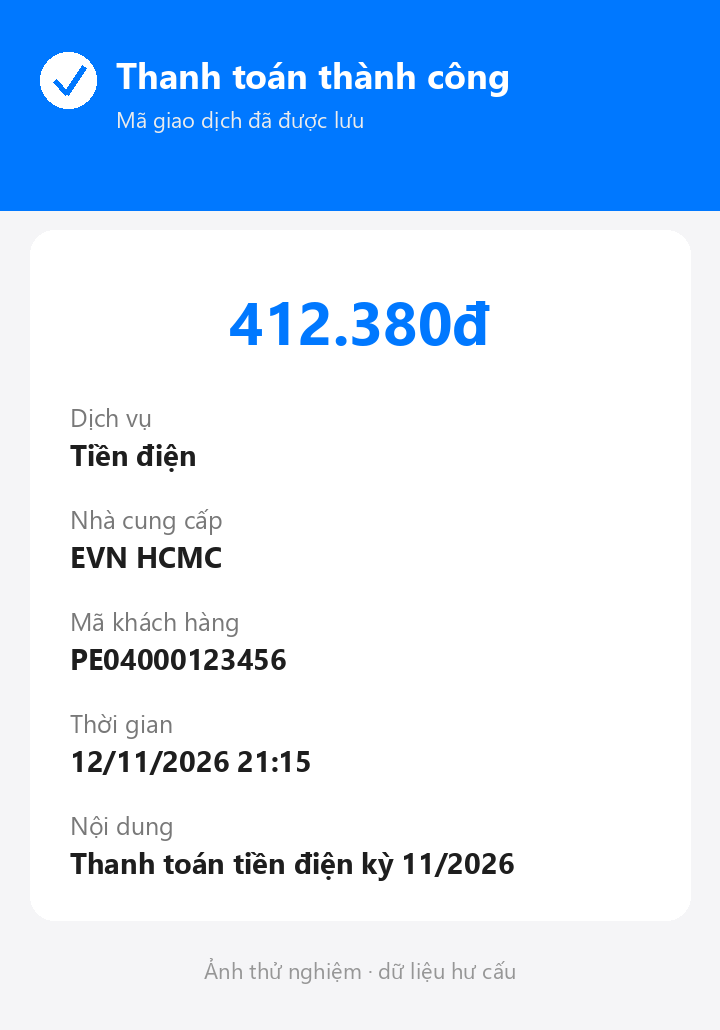 Thanh toán thành công
Mã giao dịch đã được lưu
412.380đ
Dịch vụ
Tiền điện
Nhà cung cấp
EVN HCMC
Mã khách hàng
PE04000123456
Thời gian
12/11/2026 21:15
Nội dung
Thanh toán tiền điện kỳ 11/2026
Ảnh thử nghiệm · dữ liệu hư cấu